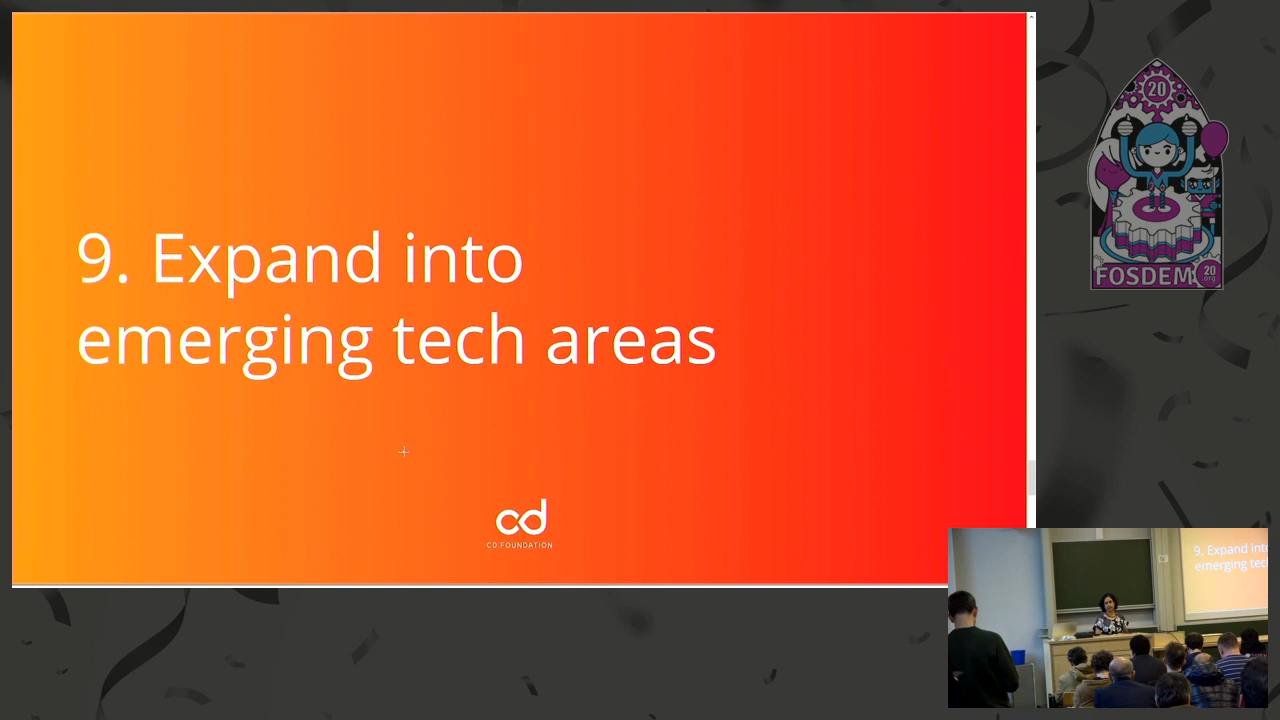 9. Expand into
emerging tech areas
cd
CD.FOUNDATION
20
FOSDEM
20
org
9. Expand into
emerging tec